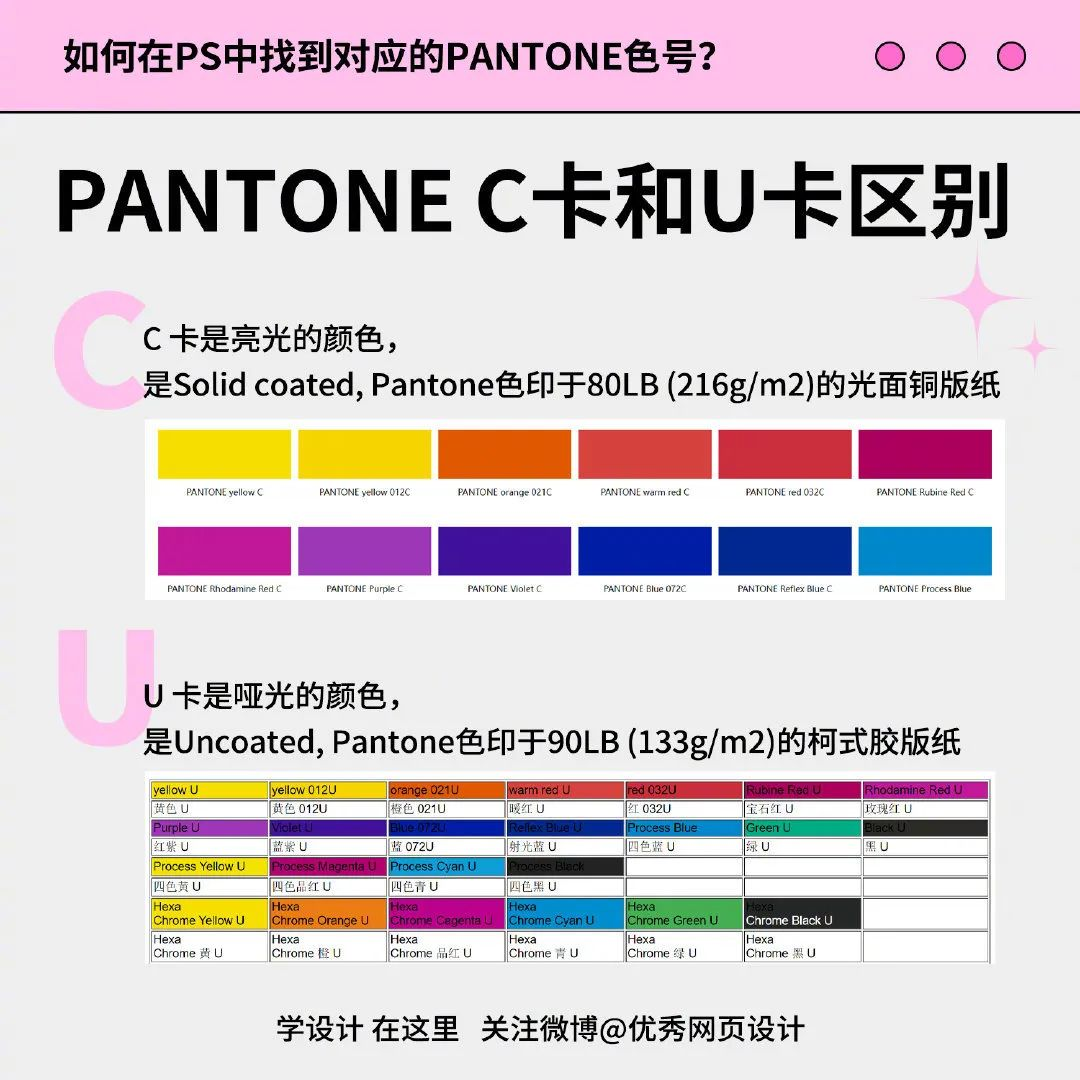 如何在PS中找到对应的PANTONE色号?
PANTONE C卡和U卡区别
C
C 卡是亮光的颜色，
是Solid coated, Pantone色印于80LB (216g/m2)的光面铜版纸
PANTONE yellow C PANTONE yellow 012C PANTONE orange 021C PANTONE warm red C PANTONE red 032C PANTONE Rubine Red C
PANTONE Rhodamine Red C PANTONE Purple C PANTONE Violet C PANTONE Blue 072C PANTONE Reflex Blue C PANTONE Process Blue
U
U 卡是哑光的颜色，
是Uncoated, Pantone色印于90LB (133g/m2)的柯式胶版纸
yellow U yellow 012U orange 021U warm red U red 032U Rubine Red U Rhodamine Red U
黄色 U 黄色 012U 橙色 021U 暖红 U 红 032U 宝石红 U 玫瑰红 U
Purple U Violet U Blue 072U Reflex Blue U Process Blue Green U Black U
红紫 U 蓝紫 U 蓝 072U 射光蓝 U 四色蓝 U 绿 U 黑 U
Process Yellow U Process Magenta U Process Cyan U Process Black
四色黄 U 四色品红 U 四色青 U 四色黑 U
Hexa Hexa Hexa Hexa Hexa Hexa
Chrome Yellow U Chrome Orange U Chrome Cegenta U Chrome Cyan U Chrome Green U Chrome Black U
Hexa Hexa Hexa Hexa Hexa Hexa
Chrome 黄 U Chrome 橙 U Chrome 品红 U Chrome 青 U Chrome 绿 U Chrome 黑 U
学设计 在这里 关注微博@优秀网页设计